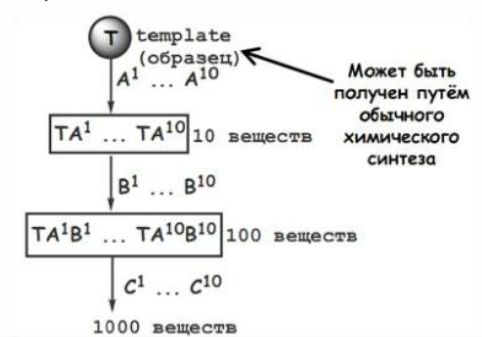 T template
(образец)
A¹ ... A¹⁰
Может быть
получен путём
обычного
химического
синтеза
TA¹ ... TA¹⁰ 10 веществ
B¹ ... B¹⁰
TA¹B¹ ... TA¹⁰B¹⁰ 100 веществ
C¹ ... C¹⁰
1000 веществ